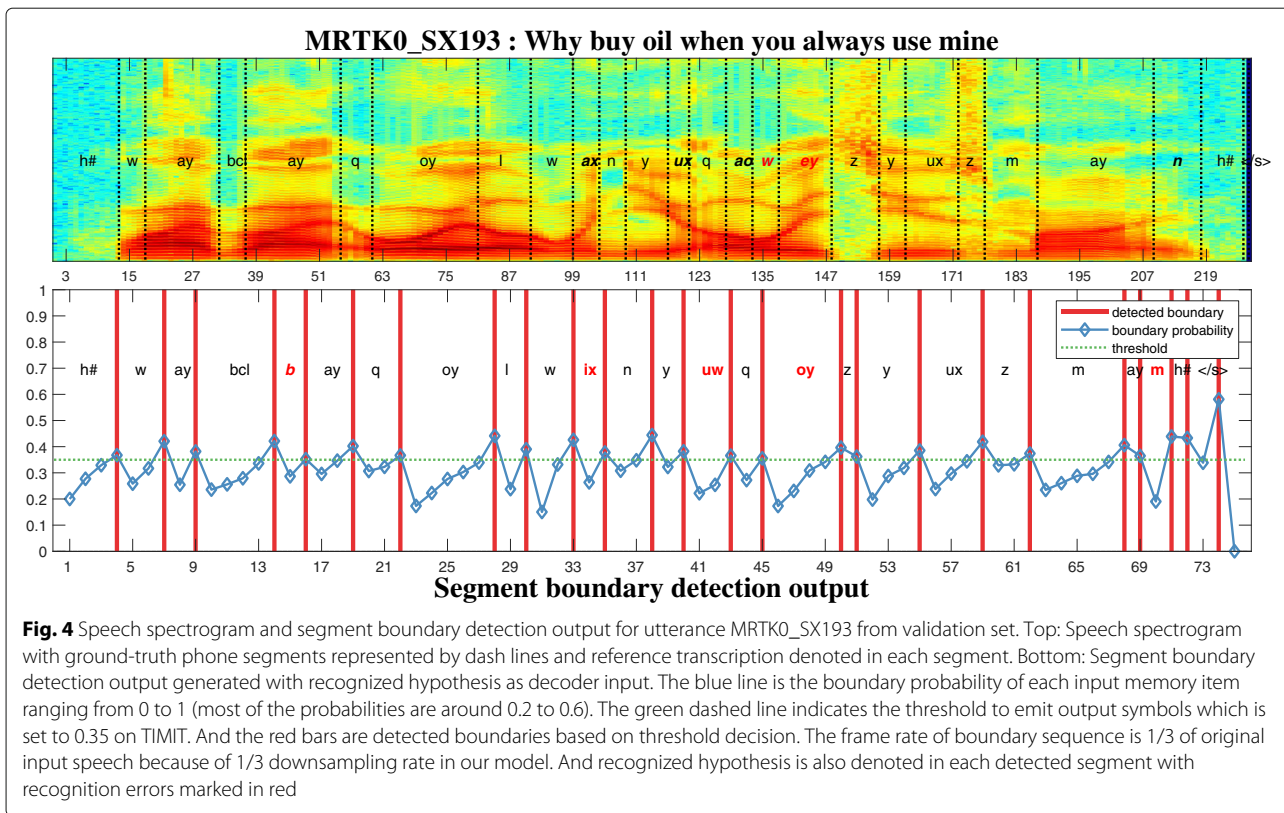 MRTK0_SX193 : Why buy oil when you always use mine
h# w ay bcl ay q oy l w ax n y ux q ao w ey z y ux z m ay n h# </s>
3 15 27 39 51 63 75 87 99 111 123 135 147 159 171 183 195 207 219
1
0.9
detected boundary
0.8
boundary probability
threshold
0.7
h# w ay bcl b ay q oy l w ix n y uw q oy z y ux z m ay m h# </s>
0.6
0.5
0.4
0.3
0.2
0.1
0
1 5 9 13 17 21 25 29 33 37 41 45 49 53 57 61 65 69 73
Segment boundary detection output
Fig. 4 Speech spectrogram and segment boundary detection output for utterance MRTK0_SX193 from validation set. Top: Speech spectrogram
with ground-truth phone segments represented by dash lines and reference transcription denoted in each segment. Bottom: Segment boundary
detection output generated with recognized hypothesis as decoder input. The blue line is the boundary probability of each input memory item
ranging from 0 to 1 (most of the probabilities are around 0.2 to 0.6). The green dashed line indicates the threshold to emit output symbols which is
set to 0.35 on TIMIT. And the red bars are detected boundaries based on threshold decision. The frame rate of boundary sequence is 1/3 of original
input speech because of 1/3 downsampling rate in our model. And recognized hypothesis is also denoted in each detected segment with
recognition errors marked in red